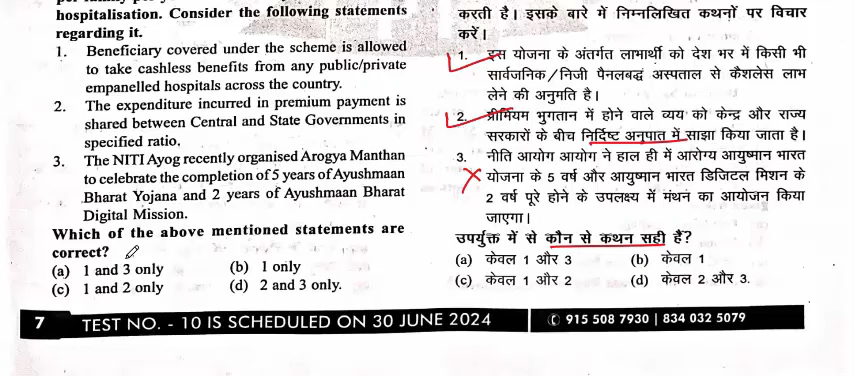 hospitalisation. Consider the following statements
regarding it.
1. Beneficiary covered under the scheme is allowed
to take cashless benefits from any public/private
empanelled hospitals across the country.
2. The expenditure incurred in premium payment is
shared between Central and State Governments in
specified ratio.
3. The NITI Ayog recently organised Arogya Manthan
to celebrate the completion of 5 years of Ayushmaan
Bharat Yojana and 2 years of Ayushmaan Bharat
Digital Mission.
Which of the above mentioned statements are
correct?
(a) 1 and 3 only (b) 1 only
(c) 1 and 2 only (d) 2 and 3 only.
करती है। इसके बारे में निम्नलिखित कथनों पर विचार
करें।
1. इस योजना के अंतर्गत लाभार्थी को देश भर में किसी भी
सार्वजनिक/निजी पैनलबद्ध अस्पताल से कैशलेस लाभ
लेने की अनुमति है।
2. प्रीमियम भुगतान में होने वाले व्यय को केन्द्र और राज्य
सरकारों के बीच निर्दिष्ट अनुपात में साझा किया जाता है।
3. नीति आयोग आयोग ने हाल ही में आरोग्य आयुष्मान भारत
योजना के 5 वर्ष और आयुष्मान भारत डिजिटल मिशन के
2 वर्ष पूरे होने के उपलक्ष्य में मंथन का आयोजन किया
जाएगा।
उपर्युक्त में से कौन से कथन सही हैं?
(a) केवल 1 और 3 (b) केवल 1
(c) केवल 1 और 2 (d) केवल 2 और 3.
7 TEST NO. - 10 IS SCHEDULED ON 30 JUNE 2024 915 508 7930 | 834 032 5079